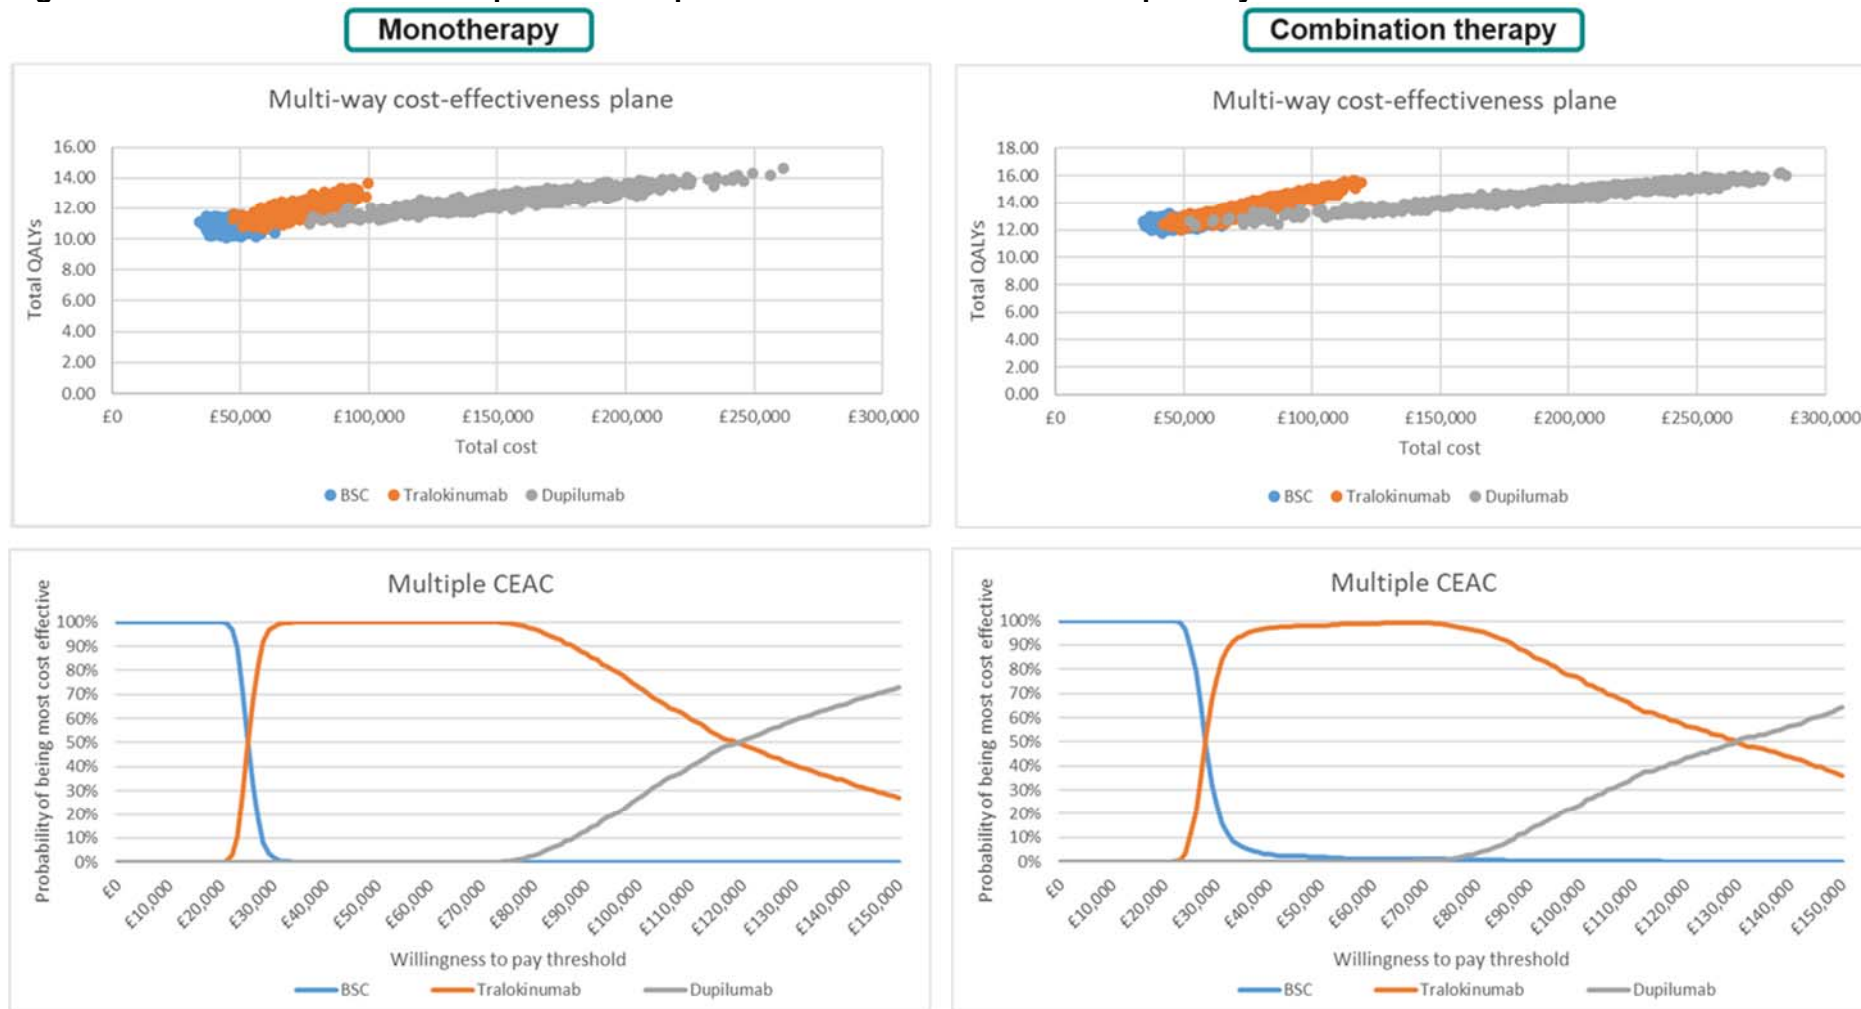 Monotherapy
Combination therapy
Multi-way cost-effectiveness plane
16.00
14.00
12.00
10.00
8.00
6.00
4.00
2.00
0.00
Total QALYs
£0 £50,000 £100,000 £150,000 £200,000 £250,000 £300,000
Total cost
BSC Tralokinumab Dupilumab
Multi-way cost-effectiveness plane
18.00
16.00
14.00
12.00
10.00
8.00
6.00
4.00
2.00
0.00
Total QALYs
£0 £50,000 £100,000 £150,000 £200,000 £250,000 £300,000
Total cost
BSC Tralokinumab Dupilumab
Multiple CEAC
Probability of being most cost effective
100%
90%
80%
70%
60%
50%
40%
30%
20%
10%
0%
£0 £10,000 £20,000 £30,000 £40,000 £50,000 £60,000 £70,000 £80,000 £90,000 £100,000 £110,000 £120,000 £130,000 £140,000 £150,000
Willingness to pay threshold
BSC Tralokinumab Dupilumab
Multiple CEAC
Probability of being most cost effective
100%
90%
80%
70%
60%
50%
40%
30%
20%
10%
0%
£0 £10,000 £20,000 £30,000 £40,000 £50,000 £60,000 £70,000 £80,000 £90,000 £100,000 £110,000 £120,000 £130,000 £140,000 £150,000
Willingness to pay threshold
BSC Tralokinumab Dupilumab